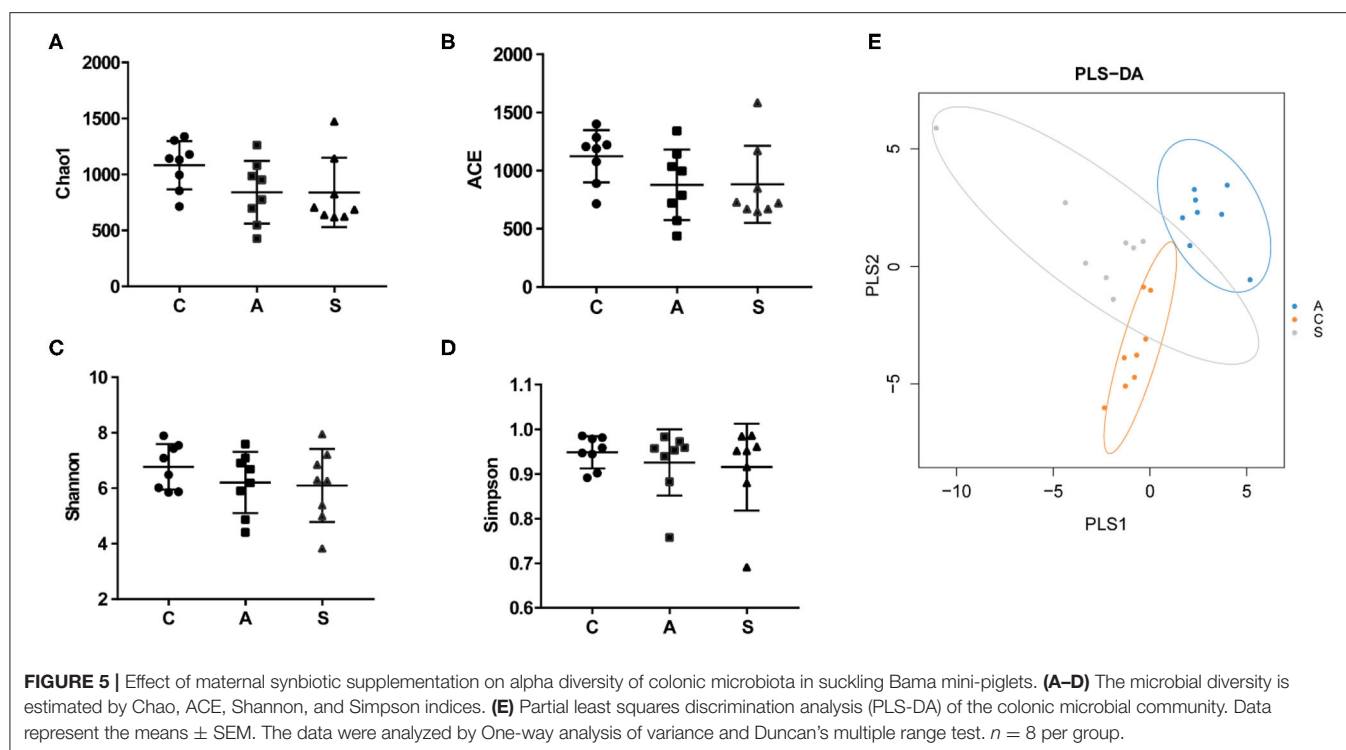 A
2000
1500
1000
500
0
Chao1
C A S
B
2000
1500
1000
500
0
ACE
C A S
C
10
8
6
4
2
Shannon
C A S
D
1.1
1.0
0.9
0.8
0.7
0.6
Simpson
C A S
E
PLS−DA
5
0
−5
PLS2
−10 −5 0 5
PLS1
A
C
S
FIGURE 5 | Effect of maternal synbiotic supplementation on alpha diversity of colonic microbiota in suckling Bama mini-piglets. (A–D) The microbial diversity is
estimated by Chao, ACE, Shannon, and Simpson indices. (E) Partial least squares discrimination analysis (PLS-DA) of the colonic microbial community. Data
represent the means ± SEM. The data were analyzed by One-way analysis of variance and Duncan's multiple range test. n = 8 per group.